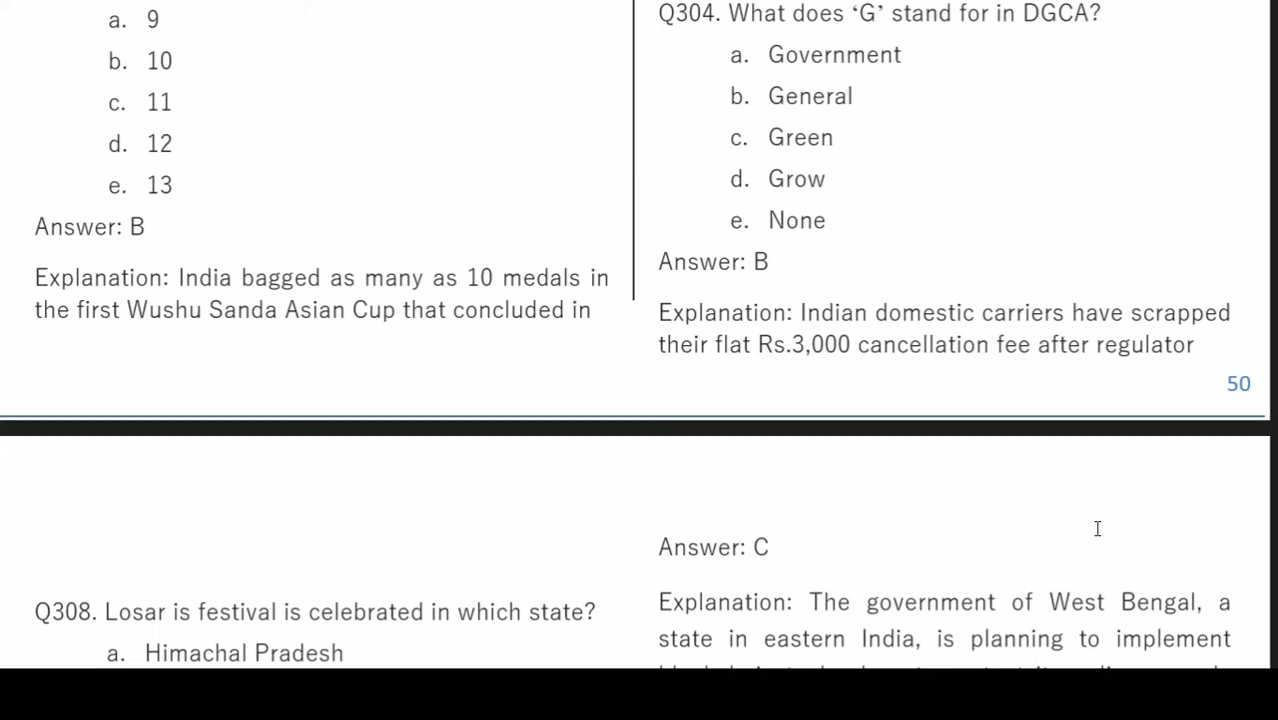 a. 9
b. 10
c. 11
d. 12
e. 13
Answer: B
Explanation: India bagged as many as 10 medals in
the first Wushu Sanda Asian Cup that concluded in
Q304. What does ‘G’ stand for in DGCA?
a. Government
b. General
c. Green
d. Grow
e. None
Answer: B
Explanation: Indian domestic carriers have scrapped
their flat Rs.3,000 cancellation fee after regulator
50
Q308. Losar is festival is celebrated in which state?
a. Himachal Pradesh
Answer: C
Explanation: The government of West Bengal, a
state in eastern India, is planning to implement